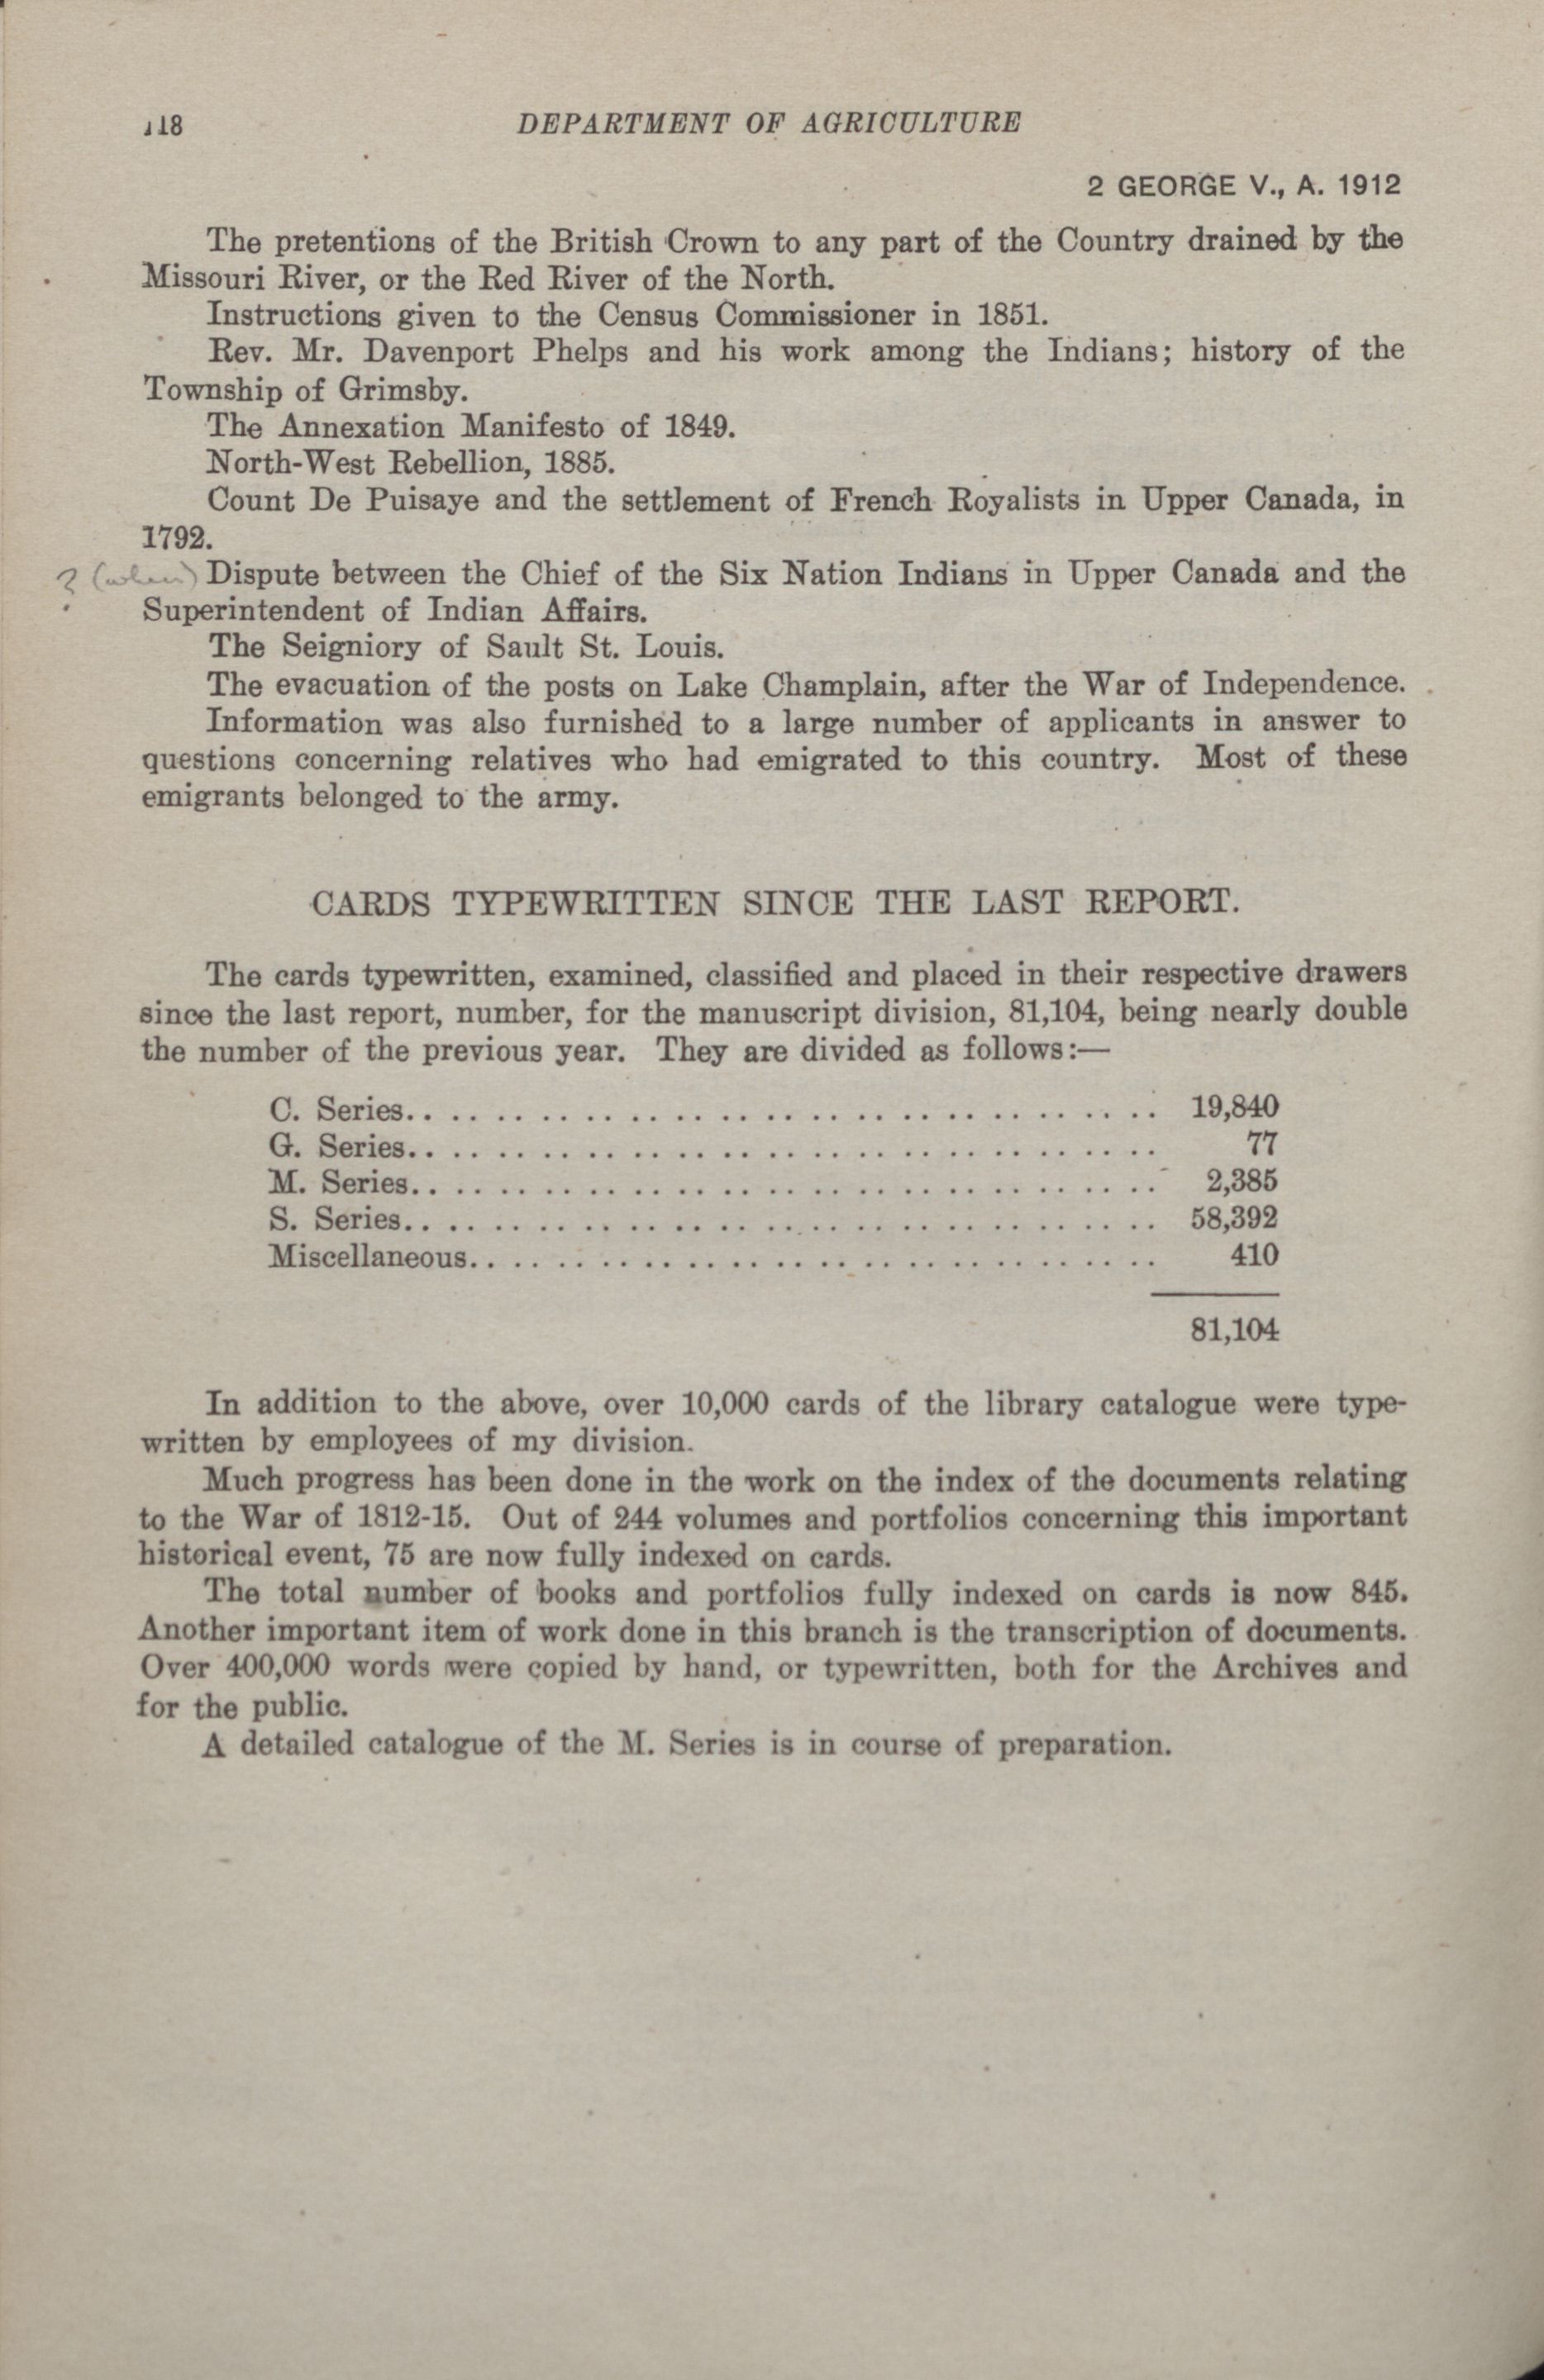 118 DEPARTMENT OF AGRICULTURE
2 GEORGE V., A. 1912
The pretentions of the British Crown to any part of the Country drained by the
Missouri River, or the Red River of the North.
Instructions given to the Census Commissioner in 1851.
Rev. Mr. Davenport Phelps and his work among the Indians; history of the
Township of Grimsby.
The Annexation Manifesto of 1849.
North-West Rebellion, 1885.
Count De Puisaye and the settlement of French Royalists in Upper Canada, in
1792.
? (when) Dispute between the Chief of the Six Nation Indians in Upper Canada and the
Superintendent of Indian Affairs.
The Seigniory of Sault St. Louis.
The evacuation of the posts on Lake Champlain, after the War of Independence.
Information was also furnished to a large number of applicants in answer to
questions concerning relatives who had emigrated to this country. Most of these
emigrants belonged to the army.
CARDS TYPEWRITTEN SINCE THE LAST REPORT.
The cards typewritten, examined, classified and placed in their respective drawers
since the last report, number, for the manuscript division, 81,104, being nearly double
the number of the previous year. They are divided as follows:—
C. Series.. .. .. .. .. .. .. .. .. .. .. .. .. .. .. .. .. 19,840
G. Series.. .. .. .. .. .. .. .. .. .. .. .. .. .. .. .. .. 77
M. Series.. .. .. .. .. .. .. .. .. .. .. .. .. .. .. .. .. 2,385
S. Series.. .. .. .. .. .. .. .. .. .. .. .. .. .. .. .. .. 58,392
Miscellaneous.. .. .. .. .. .. .. .. .. .. .. .. .. .. .. .. 410
81,104
In addition to the above, over 10,000 cards of the library catalogue were type-
written by employees of my division.
Much progress has been done in the work on the index of the documents relating
to the War of 1812-15. Out of 244 volumes and portfolios concerning this important
historical event, 75 are now fully indexed on cards.
The total number of books and portfolios fully indexed on cards is now 845.
Another important item of work done in this branch is the transcription of documents.
Over 400,000 words were copied by hand, or typewritten, both for the Archives and
for the public.
A detailed catalogue of the M. Series is in course of preparation.